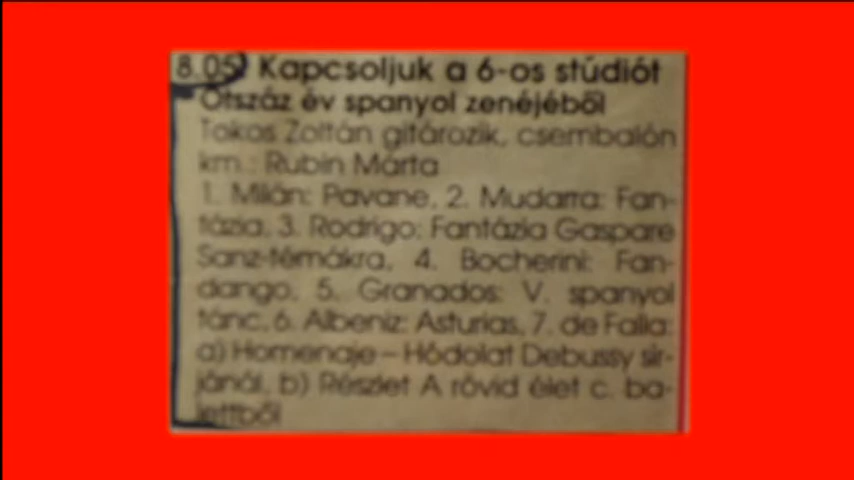 8.05 Kapcsoljuk a 6-os stúdiót
Ötszáz év spanyol zenéjéből
Tokos Zoltán gitározik, csembalón
km.: Rubin Márta
1. Milán: Pavane, 2. Mudarra: Fan-
tázia, 3. Rodrigo: Fantázia Gaspare
Sanz-témákra, 4. Bocherini: Fan-
dango, 5. Granados: V. spanyol
tánc, 6. Albeniz: Asturias, 7. de Falla:
a) Homenaje – Hódolat Debussy sír-
jánál, b) Részlet A rövid élet c. ba-
lettből